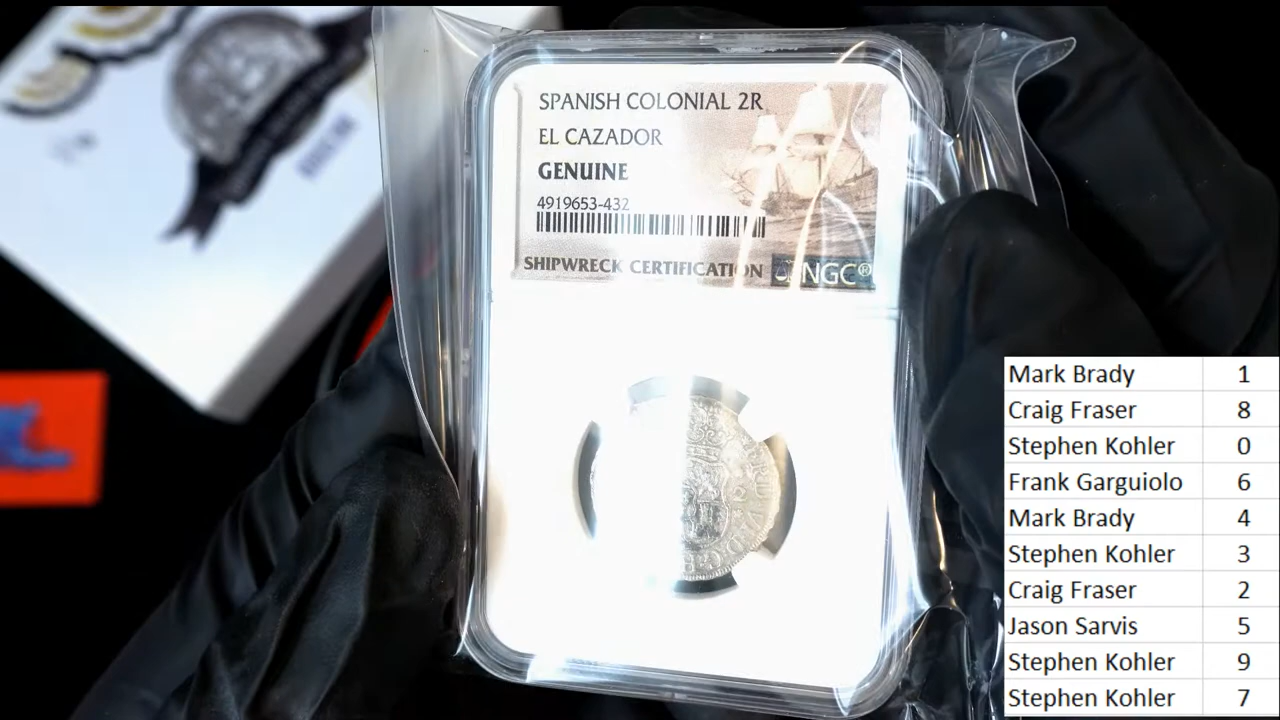 SPANISH COLONIAL 2R
EL CAZADOR
GENUINE
4919653-432
SHIPWRECK CERTIFICATION NGC®
Mark Brady 1
Craig Fraser 8
Stephen Kohler 0
Frank Garguiolo 6
Mark Brady 4
Stephen Kohler 3
Craig Fraser 2
Jason Sarvis 5
Stephen Kohler 9
Stephen Kohler 7